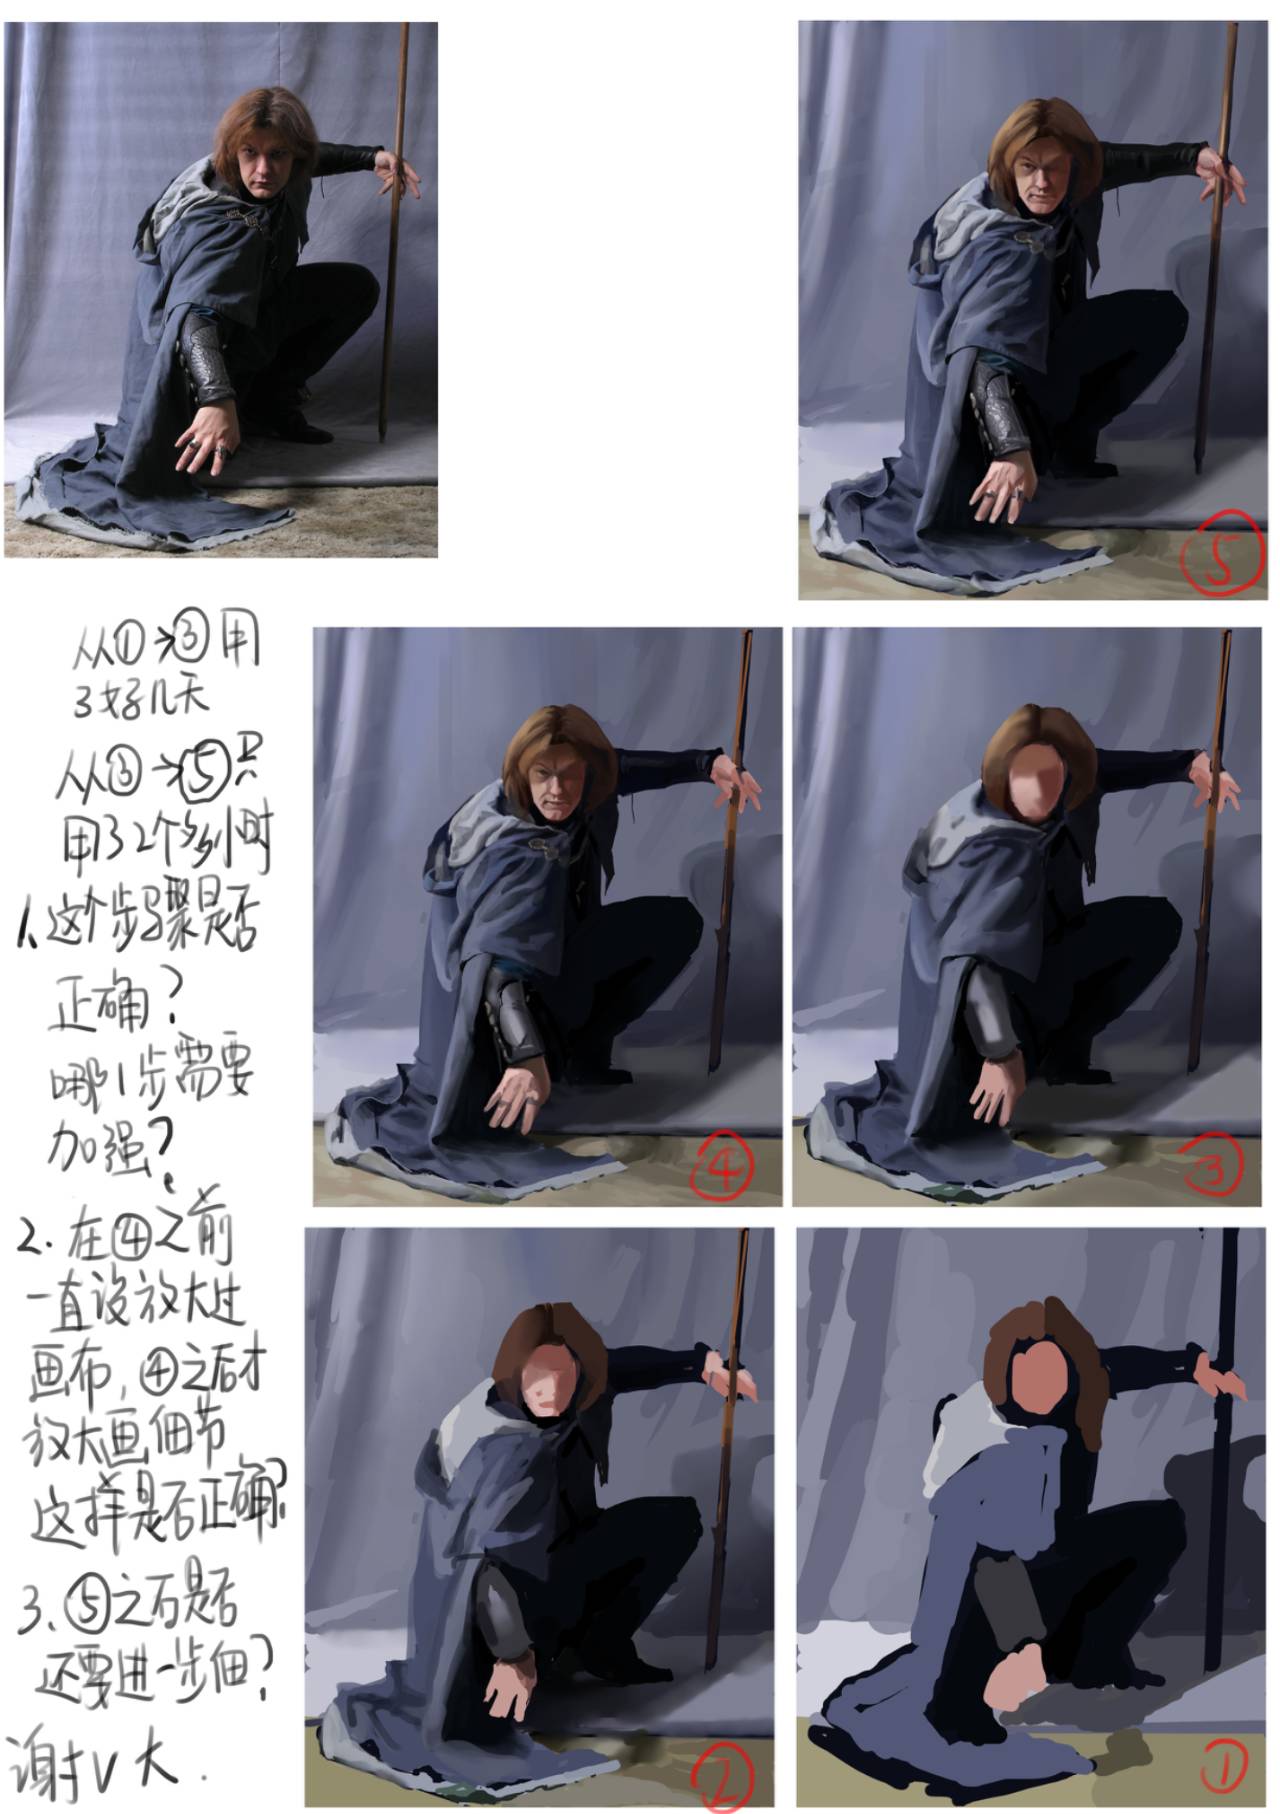 从①→③用
了好几天
从③→⑤只
用了2个多小时
1、这个步骤是否
正确?
哪1步需要
加强?
2.在④之前
一直没放大过
画布,④之后才
放大画细节
这样是否正确?
3、⑤之后是否
还要进一步细?
谢V大.
⑤
④
③
②
①